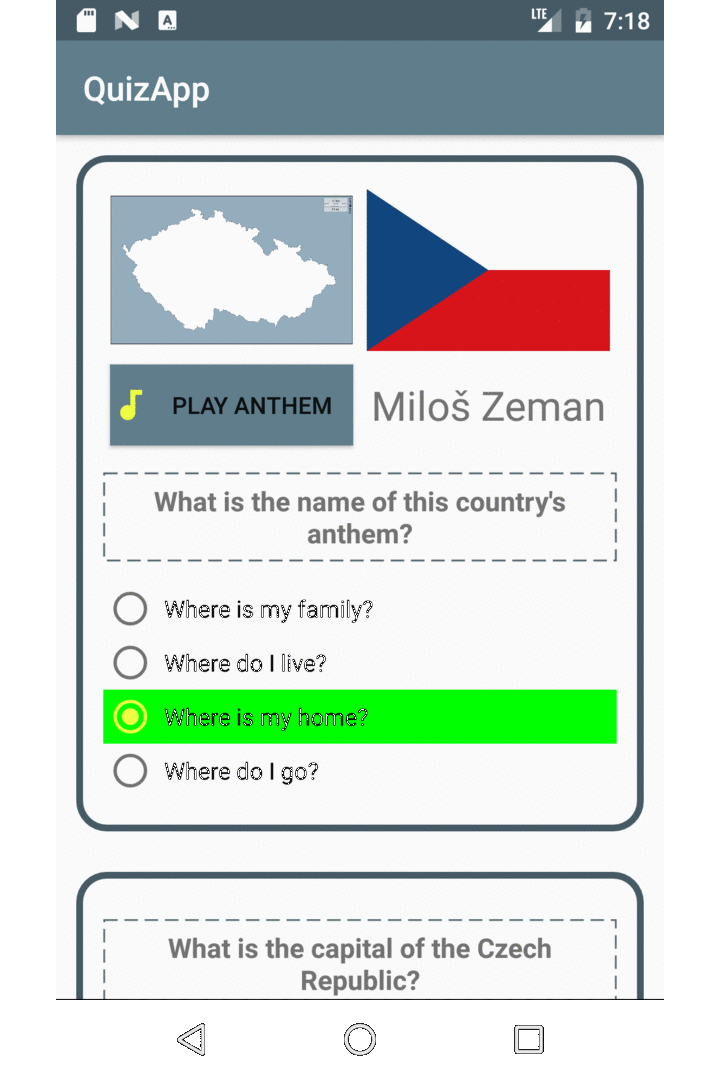 LTE 7:18
QuizApp
PLAY ANTHEM
Miloš Zeman
What is the name of this country's
anthem?
Where is my family?
Where do I live?
Where is my home?
Where do I go?
What is the capital of the Czech
Republic?